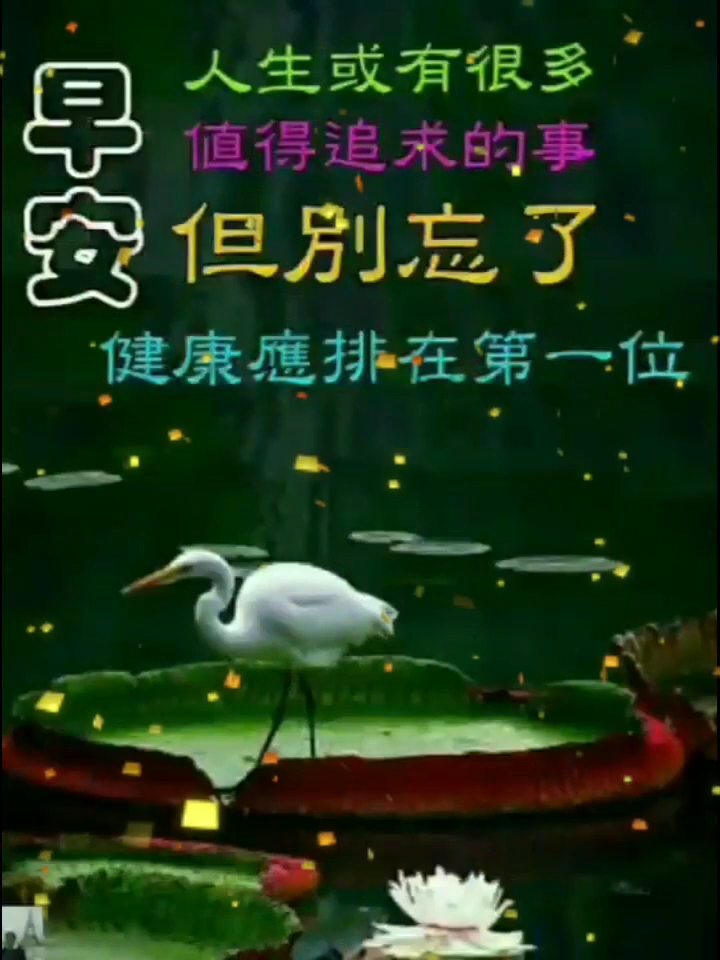 早安
人生或有很多
值得追求的事
但別忘了
健康應排在第一位